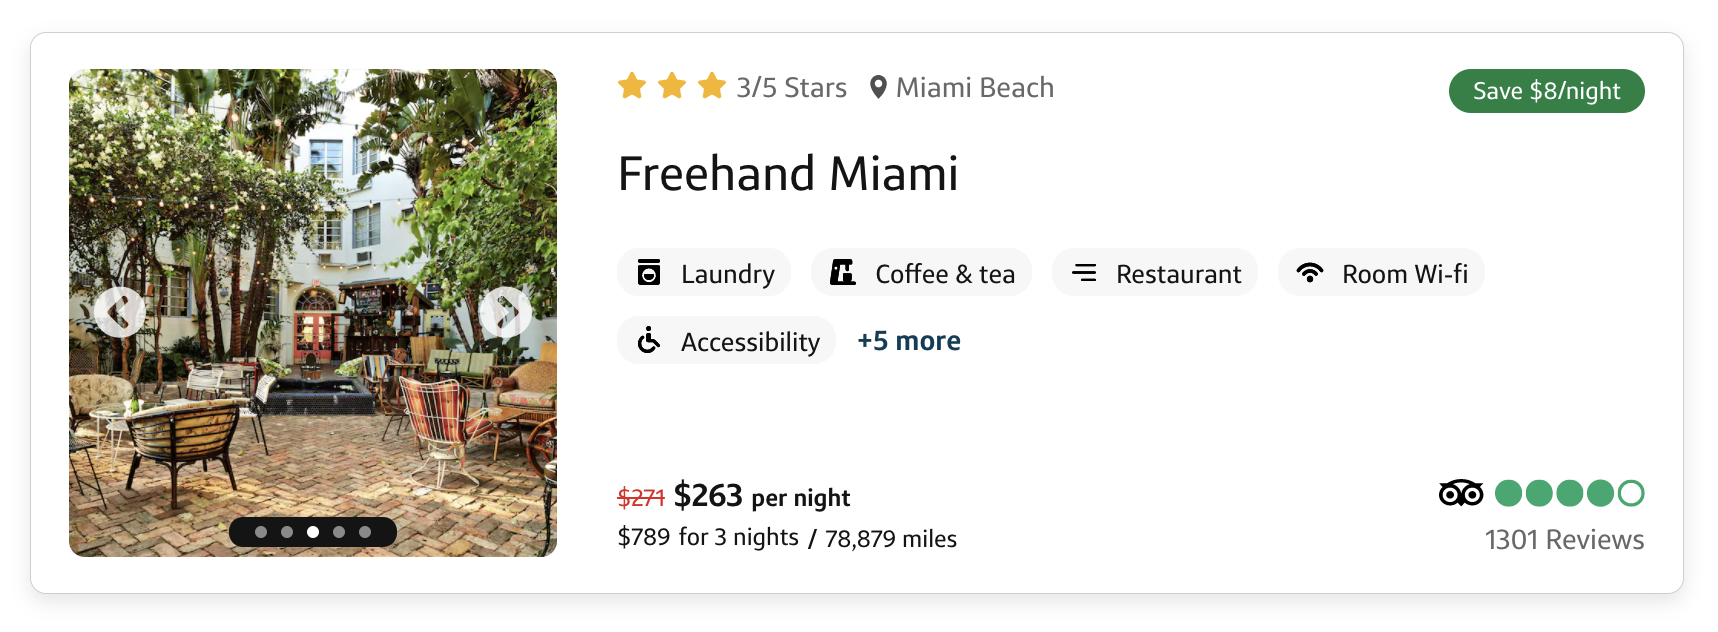 3/5 Stars Miami Beach
Save $8/night
Freehand Miami
Laundry Coffee & tea Restaurant Room Wi-fi
Accessibility +5 more
$271 $263 per night
$789 for 3 nights / 78,879 miles
1301 Reviews